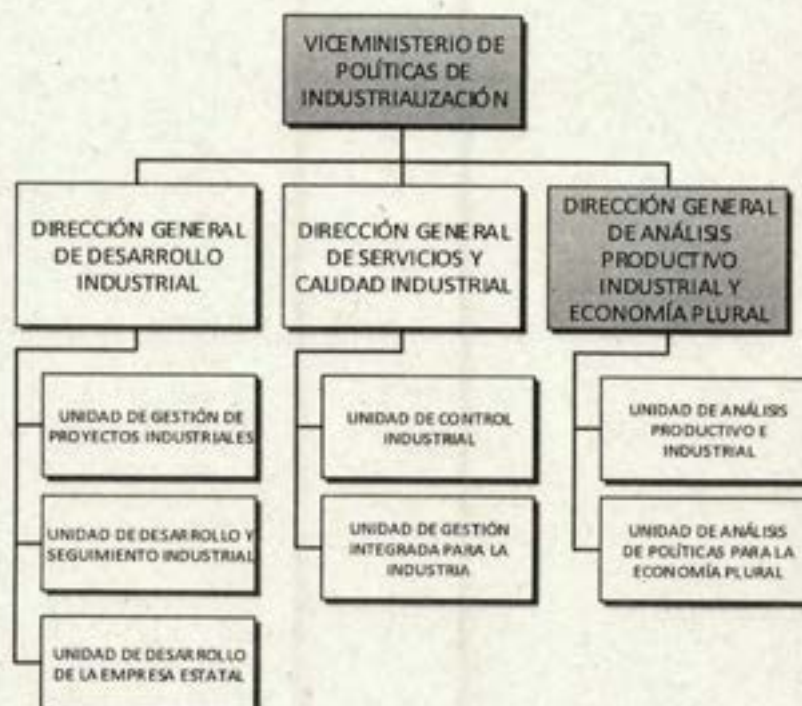 VICEMINISTERIO DE
POLÍTICAS DE
INDUSTRIALIZACIÓN
DIRECCIÓN GENERAL
DE DESARROLLO
INDUSTRIAL
UNIDAD DE GESTIÓN DE
PROYECTOS INDUSTRIALES
UNIDAD DE DESARROLLO Y
SEGUIMIENTO INDUSTRIAL
UNIDAD DE DESARROLLO
DE LA EMPRESA ESTATAL
DIRECCIÓN GENERAL
DE SERVICIOS Y
CALIDAD INDUSTRIAL
UNIDAD DE CONTROL
INDUSTRIAL
UNIDAD DE GESTIÓN
INTEGRADA PARA LA
INDUSTRIA
DIRECCIÓN GENERAL
DE ANÁLISIS
PRODUCTIVO
INDUSTRIAL Y
ECONOMÍA PLURAL
UNIDAD DE ANÁLISIS
PRODUCTIVO E
INDUSTRIAL
UNIDAD DE ANÁLISIS
DE POLÍTICAS PARA LA
ECONOMÍA PLURAL